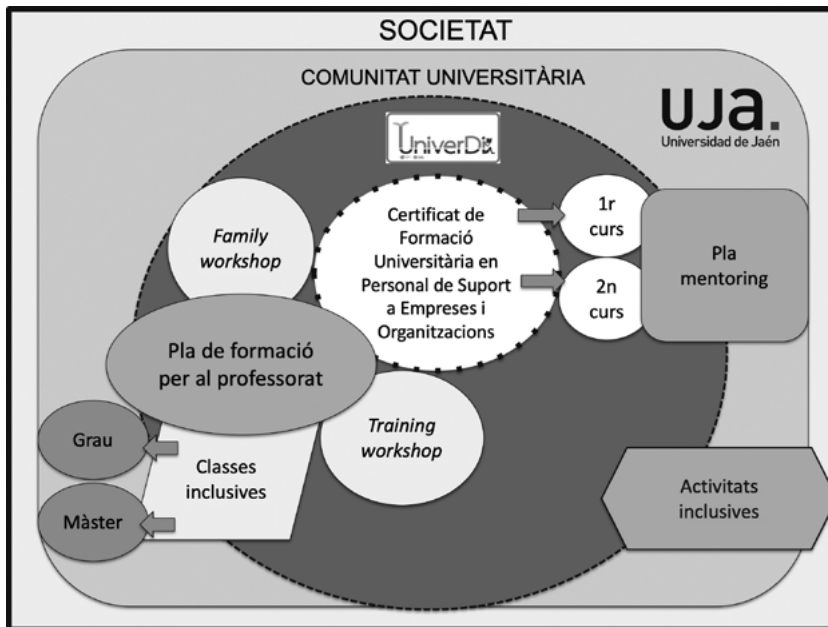 SOCIETAT
COMUNITAT UNIVERSITÀRIA
uja.
Universidad de Jaén
UniverDi
Family
workshop
Certificat de
Formació
Universitària en
Personal de Suport
a Empreses i
Organitzacions
1r
curs
2n
curs
Pla
mentoring
Pla de formació
per al professorat
Training
workshop
Grau
Màster
Classes
inclusives
Activitats
inclusives